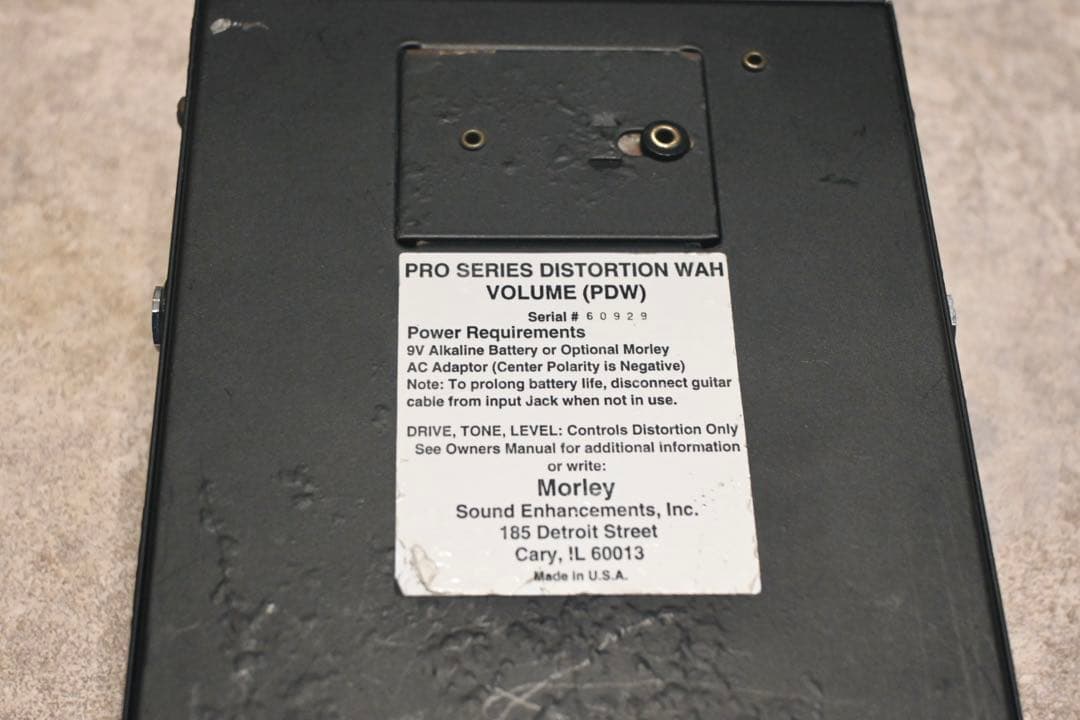 PRO SERIES DISTORTION WAH
VOLUME (PDW)
Serial # 60929
Power Requirements
9V Alkaline Battery or Optional Morley
AC Adaptor (Center Polarity is Negative)
Note: To prolong battery life, disconnect guitar
cable from input Jack when not in use.
DRIVE, TONE, LEVEL: Controls Distortion Only
See Owners Manual for additional information
or write:
Morley
Sound Enhancements, Inc.
185 Detroit Street
Cary, IL 60013
Made in U.S.A.